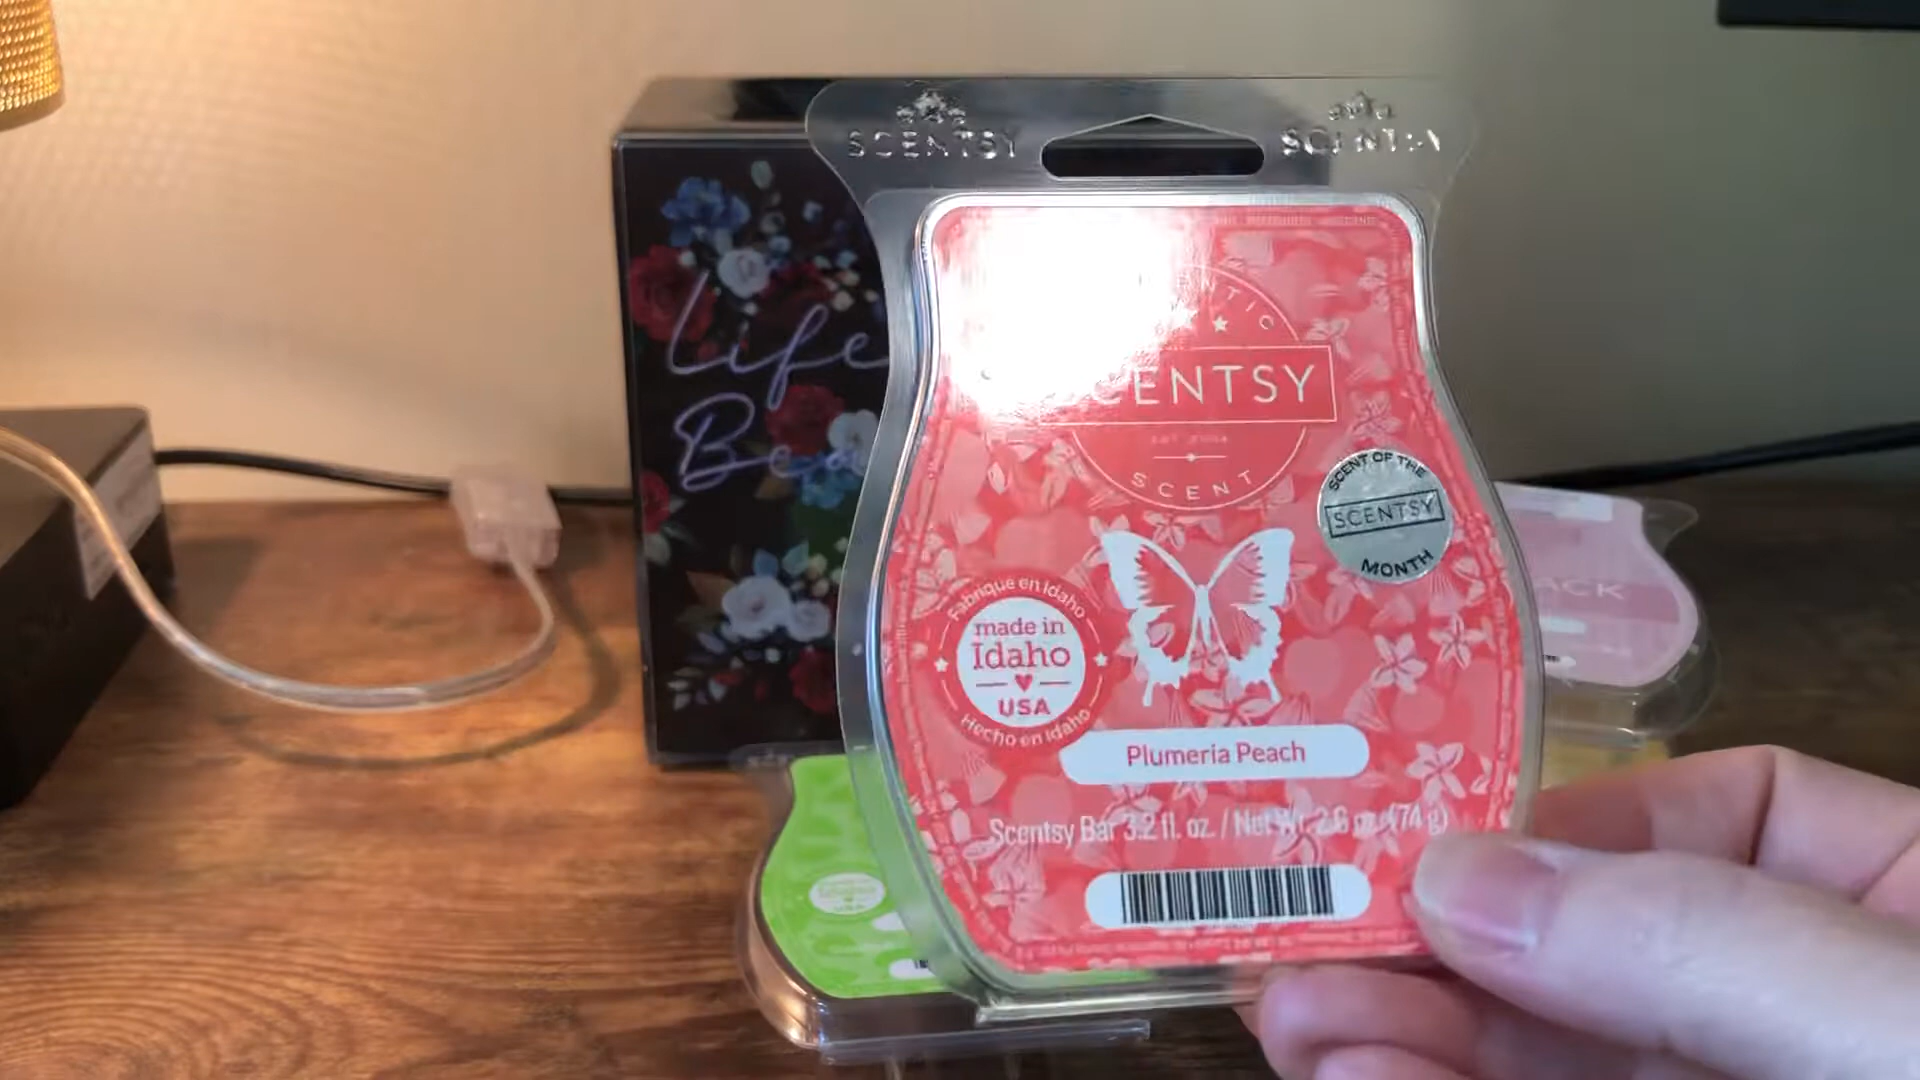 SCENTSY
SCENTSY
Life
SCENTSY
SCENT
SCENT OF THE
SCENTSY
MONTH
Fabrique en Idaho
made in
Idaho
USA
Hecho en Idaho
Plumeria Peach
Scentsy Bar 3.2 fl. oz. / Net Wt. 2.6 oz. (74 g)